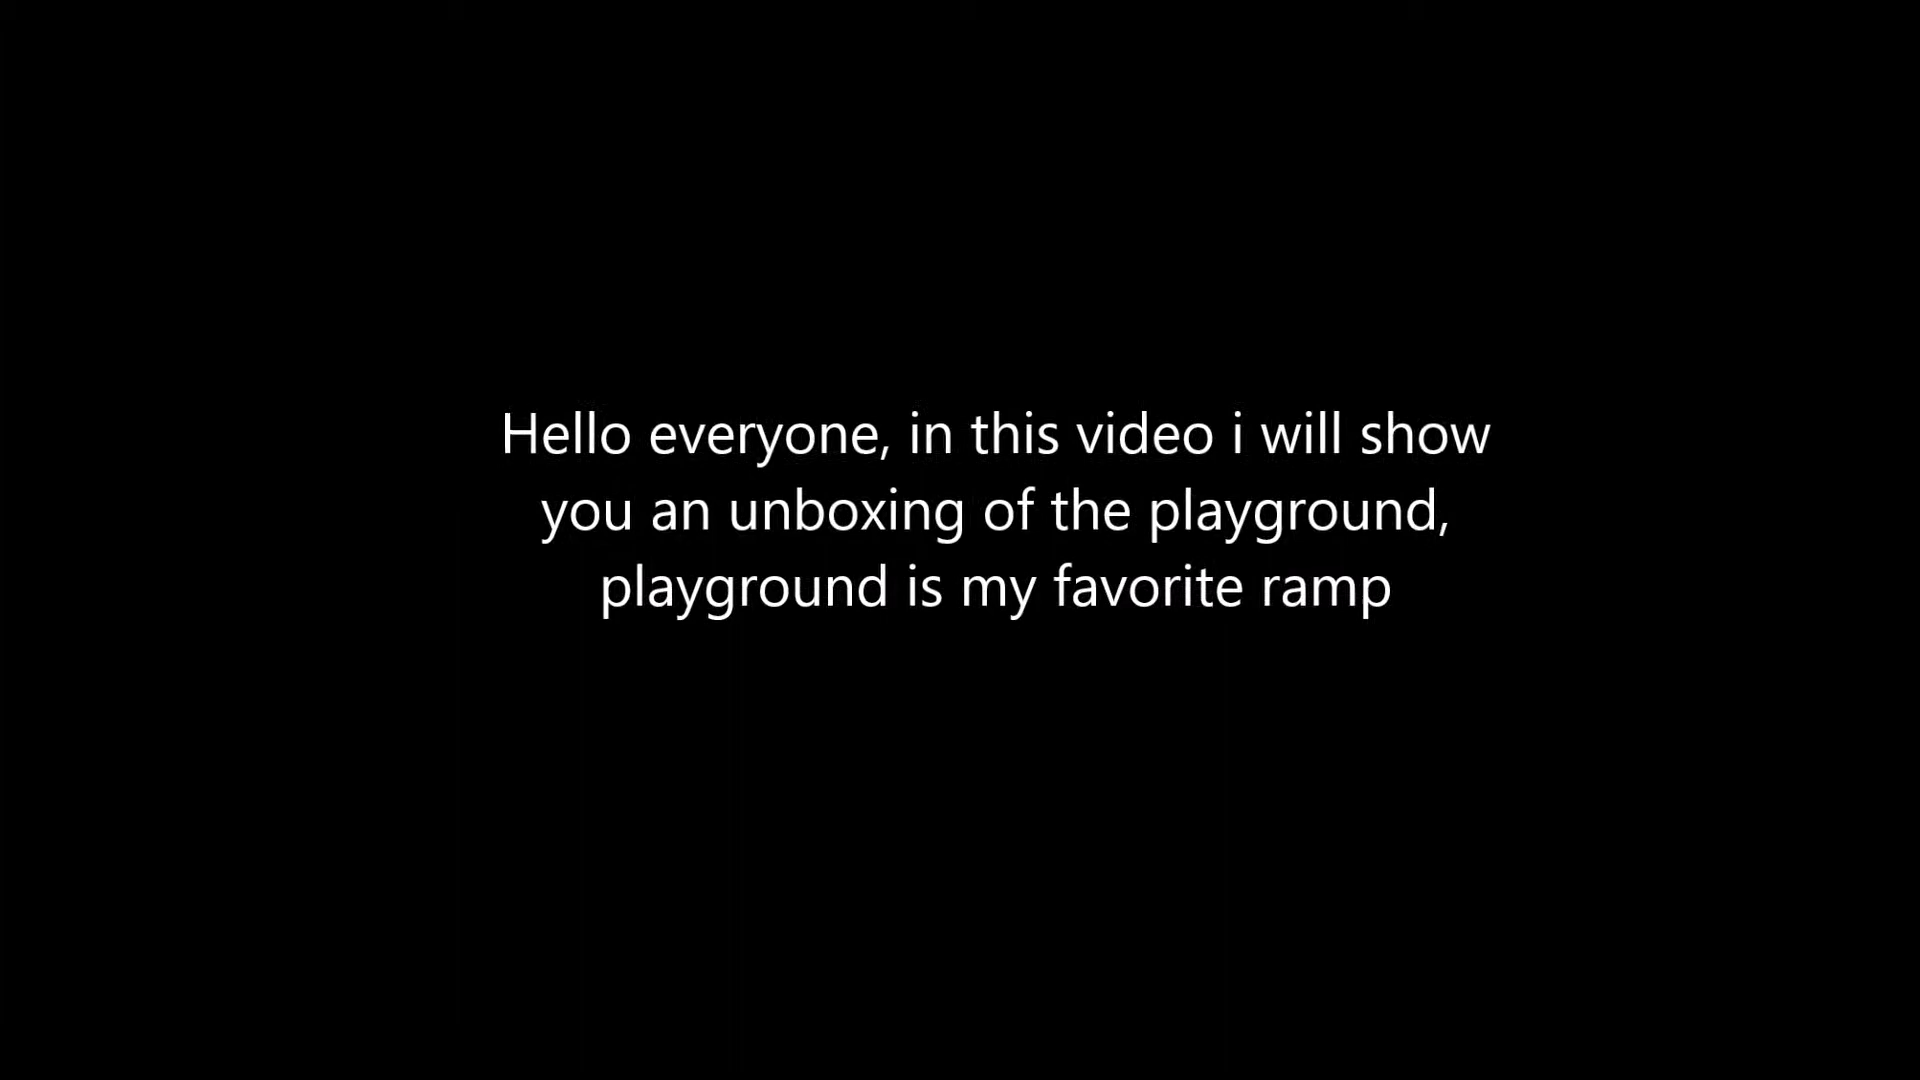 Hello everyone, in this video i will show
you an unboxing of the playground,
playground is my favorite ramp